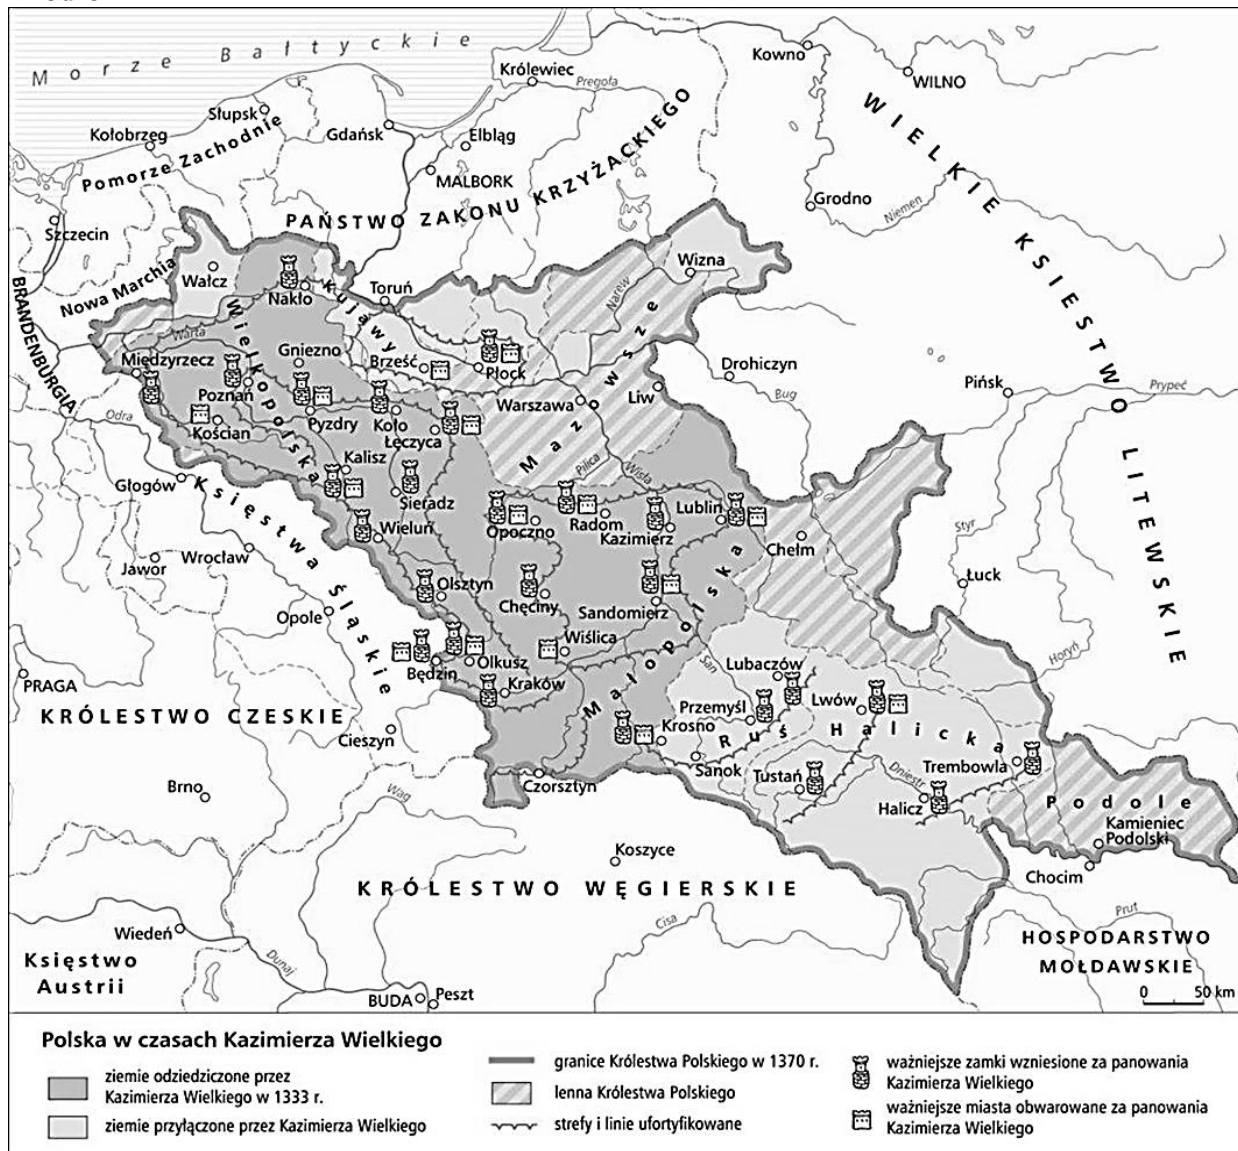 Morze Bałtyckie
Kowno
WILNO
Królewiec
Pregoła
Słupsk
Kołobrzeg
Gdańsk
Elbląg
Pomorze Zachodnie
MALBORK
PAŃSTWO ZAKONU KRZYŻACKIEGO
WIELKIE KSIĘSTWO LITEWSKIE
Grodno
Niemen
Szczecin
Nowa Marchia
Wałcz
Wizna
BRANDENBURGIA
Nakło
Kujawy
Toruń
Narew
Wielkopolska
Warta
Międzyrzecz
Gniezno
Brześć
Płock
Mazowsze
Drohiczyn
Pińsk
Prypeć
Poznań
Warszawa
Liw
Bug
Odra
Kościan
Pyzdry
Koło
Łęczyca
Kalisz
Pilica
Wisła
Głogów
Księstwa Śląskie
Sieradz
Lublin
Opoczno
Radom
Kazimierz
Styr
Wieluń
Chełm
Wrocław
Jawor
Olsztyn
Chęciny
Łuck
Opole
Sandomierz
Małopolska
Wiślica
Horyń
Będzin
Olkusz
San
Lubaczów
PRAGA
Kraków
Lwów
KRÓLESTWO CZESKIE
Przemyśl
Krosno
Ruś Halicka
Cieszyn
Sanok
Trembowla
Tustań
Dniestr
Brno
Czorsztyn
Wag
Halicz
Podole
Kamieniec
Podolski
Koszyce
Chocim
KRÓLESTWO WĘGIERSKIE
Cisa
Prut
Wiedeń
HOSPODARSTWO
MOŁDAWSKIE
Księstwo
Austrii
Dunaj
BUDA
Peszt
0 50 km
Polska w czasach Kazimierza Wielkiego
ziemie odziedziczone przez
Kazimierza Wielkiego w 1333 r.
ziemie przyłączone przez Kazimierza Wielkiego
granice Królestwa Polskiego w 1370 r.
lenna Królestwa Polskiego
strefy i linie ufortyfikowane
ważniejsze zamki wzniesione za panowania
Kazimierza Wielkiego
ważniejsze miasta obwarowane za panowania
Kazimierza Wielkiego